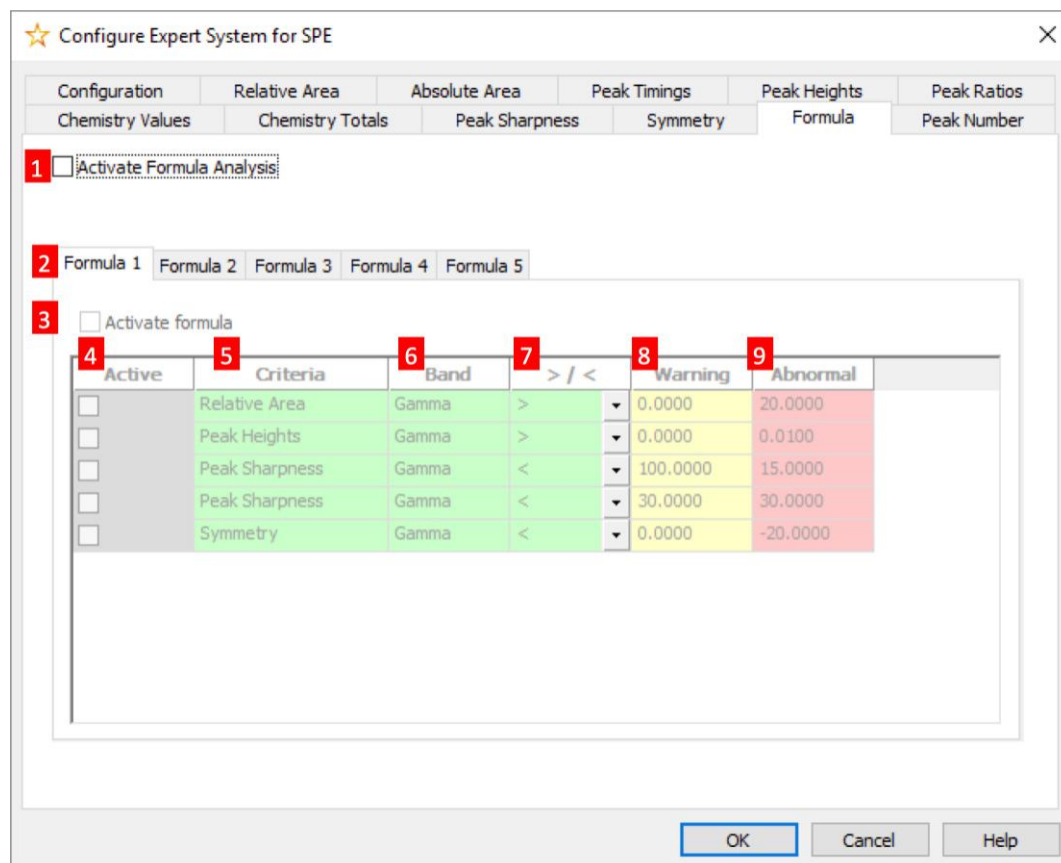 Configure Expert System for SPE
Configuration Relative Area Absolute Area Peak Timings Peak Heights Peak Ratios
Chemistry Values Chemistry Totals Peak Sharpness Symmetry Formula Peak Number
1 Activate Formula Analysis
2 Formula 1 Formula 2 Formula 3 Formula 4 Formula 5
3 Activate formula
4 5 6 7 8 9
Active Criteria Band > / < Warning Abnormal
Relative Area Gamma > 0.0000 20.0000
Peak Heights Gamma > 0.0000 0.0100
Peak Sharpness Gamma < 100.0000 15.0000
Peak Sharpness Gamma < 30.0000 30.0000
Symmetry Gamma < 0.0000 -20.0000
OK Cancel Help